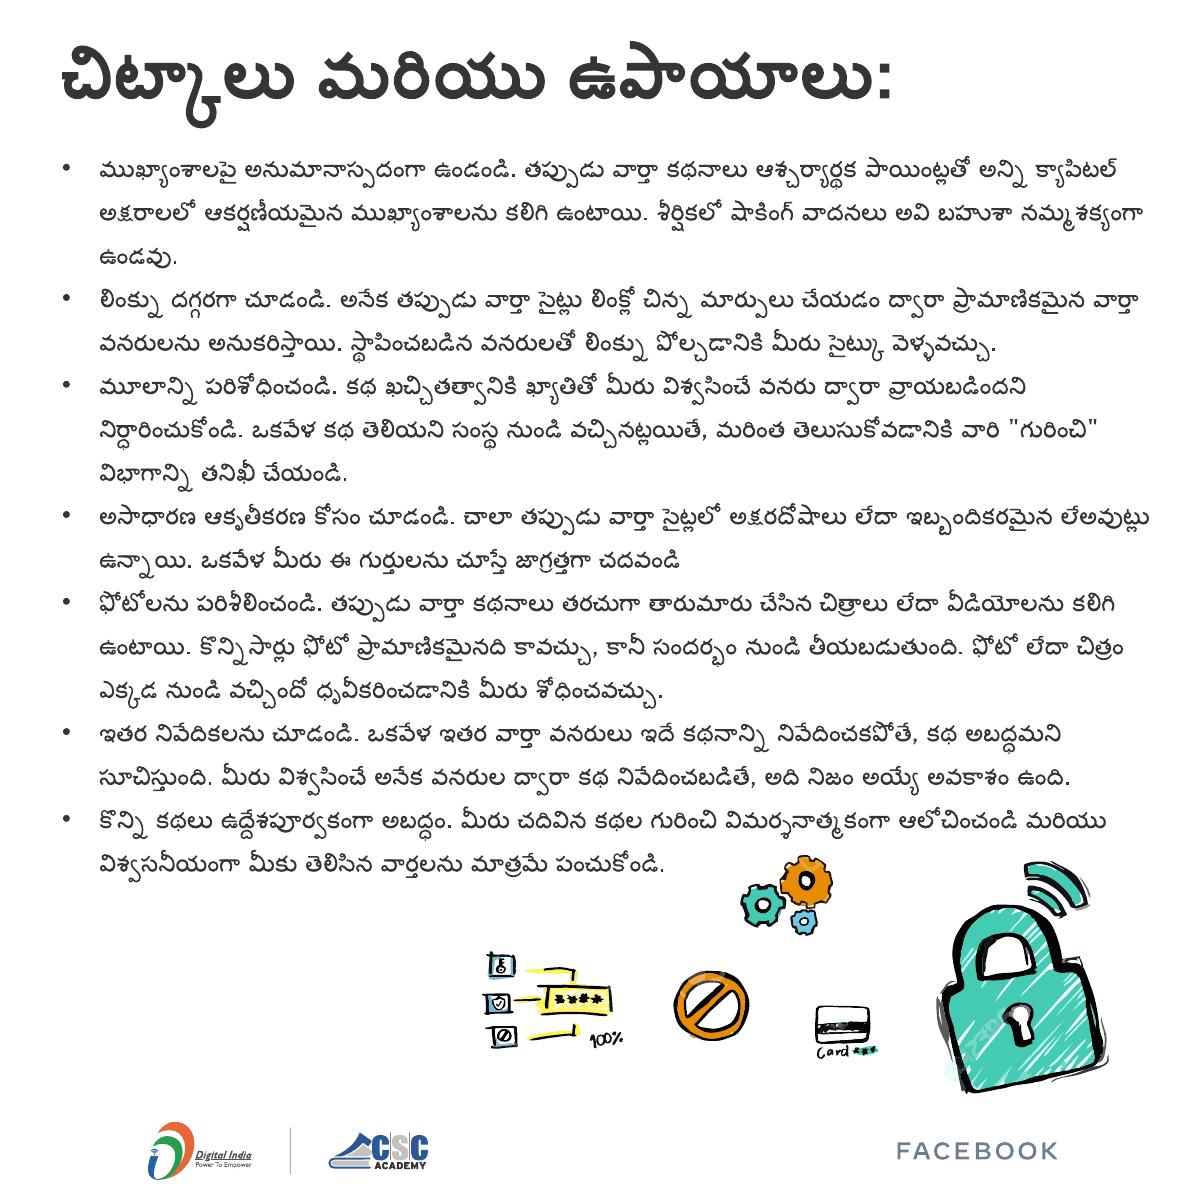 చిట్కాలు మరియు ఉపాయాలు:
• ముఖ్యాంశాలపై అనుమానాస్పదంగా ఉండండి. తప్పుడు వార్తా కథనాలు ఆశ్చర్యార్థక పాయింట్లతో అన్ని క్యాపిటల్
అక్షరాలలో ఆకర్షణీయమైన ముఖ్యాంశాలను కలిగి ఉంటాయి. శీర్షికలో షాకింగ్ వాదనలు అవి బహుశా నమ్మశక్యంగా
ఉండవు.
• లింక్ను దగ్గరగా చూడండి. అనేక తప్పుడు వార్తా సైట్లు లింక్లో చిన్న మార్పులు చేయడం ద్వారా ప్రామాణికమైన వార్తా
వనరులను అనుకరిస్తాయి. స్థాపించబడిన వనరులతో లింక్ను పోల్చడానికి మీరు సైట్కు వెళ్ళవచ్చు.
• మూలాన్ని పరిశోధించండి. కథ ఖచ్చితత్వానికి ఖ్యాతితో మీరు విశ్వసించే వనరు ద్వారా వ్రాయబడిందని
నిర్ధారించుకోండి. ఒకవేళ కథ తెలియని సంస్థ నుండి వచ్చినట్లయితే, మరింత తెలుసుకోవడానికి వారి "గురించి"
విభాగాన్ని తనిఖీ చేయండి.
• అసాధారణ ఆకృతీకరణ కోసం చూడండి. చాలా తప్పుడు వార్తా సైట్లలో అక్షరదోషాలు లేదా ఇబ్బందికరమైన లేఅవుట్లు
ఉన్నాయి. ఒకవేళ మీరు ఈ గుర్తులను చూస్తే జాగ్రత్తగా చదవండి
• ఫోటోలను పరిశీలించండి. తప్పుడు వార్తా కథనాలు తరచుగా తారుమారు చేసిన చిత్రాలు లేదా వీడియోలను కలిగి
ఉంటాయి. కొన్నిసార్లు ఫోటో ప్రామాణికమైనది కావచ్చు, కానీ సందర్భం నుండి తీయబడుతుంది. ఫోటో లేదా చిత్రం
ఎక్కడ నుండి వచ్చిందో ధృవీకరించడానికి మీరు శోధించవచ్చు.
• ఇతర నివేదికలను చూడండి. ఒకవేళ ఇతర వార్తా వనరులు ఇదే కథనాన్ని నివేదించకపోతే, కథ అబద్ధమని
సూచిస్తుంది. మీరు విశ్వసించే అనేక వనరుల ద్వారా కథ నివేదించబడితే, అది నిజం అయ్యే అవకాశం ఉంది.
• కొన్ని కథలు ఉద్దేశపూర్వకంగా అబద్ధం. మీరు చదివిన కథల గురించి విమర్శనాత్మకంగా ఆలోచించండి మరియు
విశ్వసనీయంగా మీకు తెలిసిన వార్తలను మాత్రమే పంచుకోండి.
****
100%
Card ***
Digital India
Power To Empower
CSC
ACADEMY
FACEBOOK